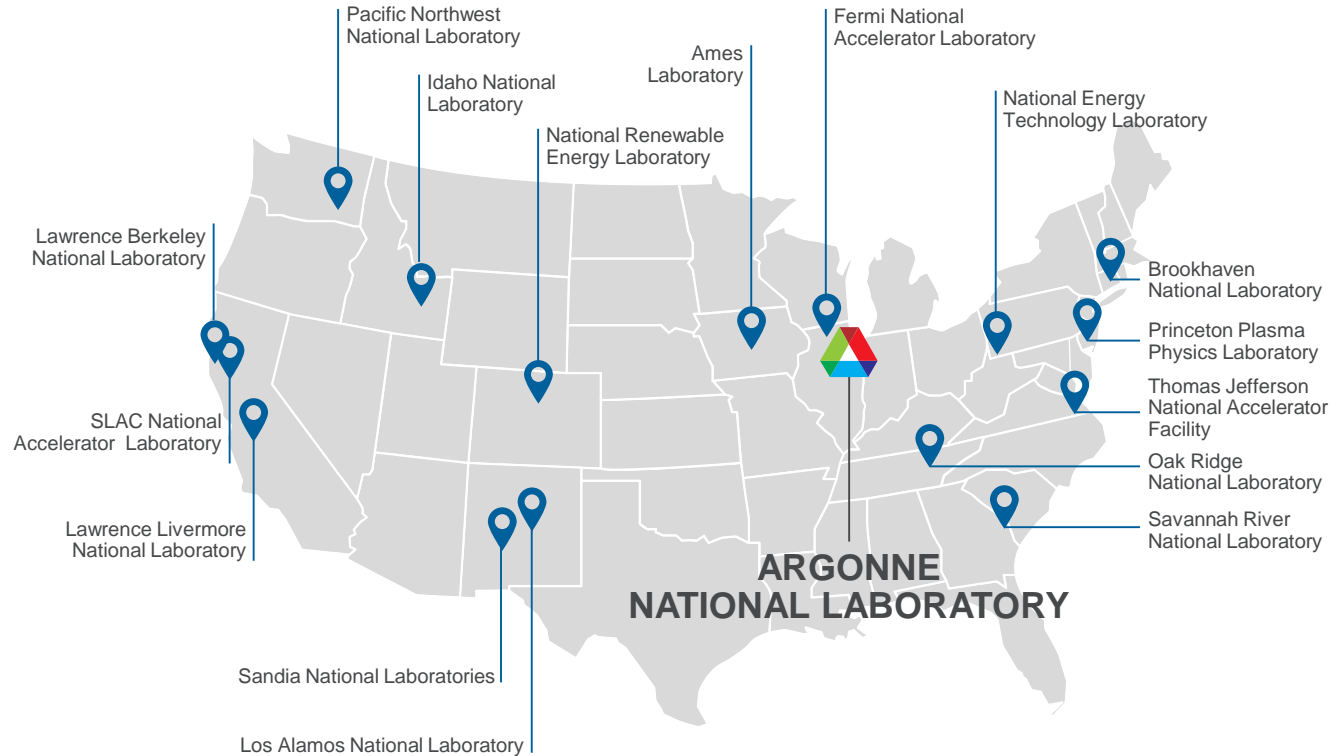 Pacific Northwest
National Laboratory
Idaho National
Laboratory
National Renewable
Energy Laboratory
Ames
Laboratory
Fermi National
Accelerator Laboratory
National Energy
Technology Laboratory
Lawrence Berkeley
National Laboratory
SLAC National
Accelerator  Laboratory
Lawrence Livermore
National Laboratory
Sandia National Laboratories
Los Alamos National Laboratory
ARGONNE
NATIONAL LABORATORY
Brookhaven
National Laboratory
Princeton Plasma
Physics Laboratory
Thomas Jefferson
National Accelerator
Facility
Oak Ridge
National Laboratory
Savannah River
National Laboratory